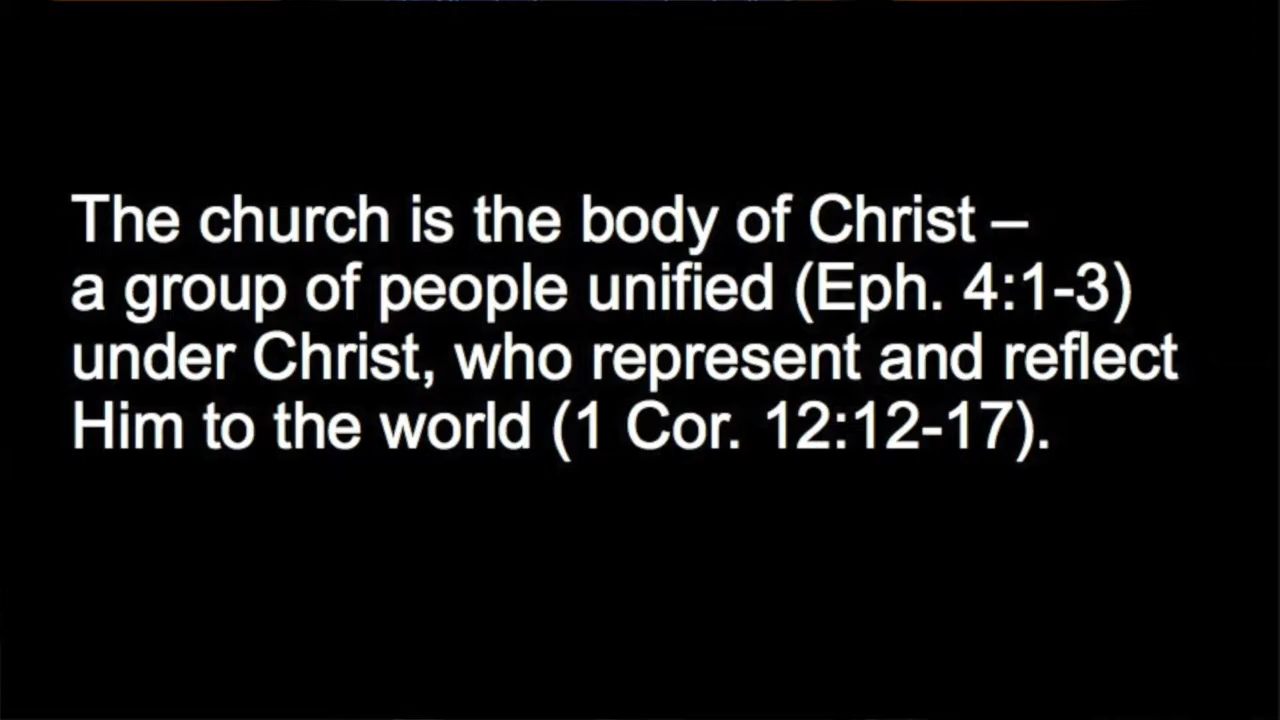 The church is the body of Christ –
a group of people unified (Eph. 4:1-3)
under Christ, who represent and reflect
Him to the world (1 Cor. 12:12-17).